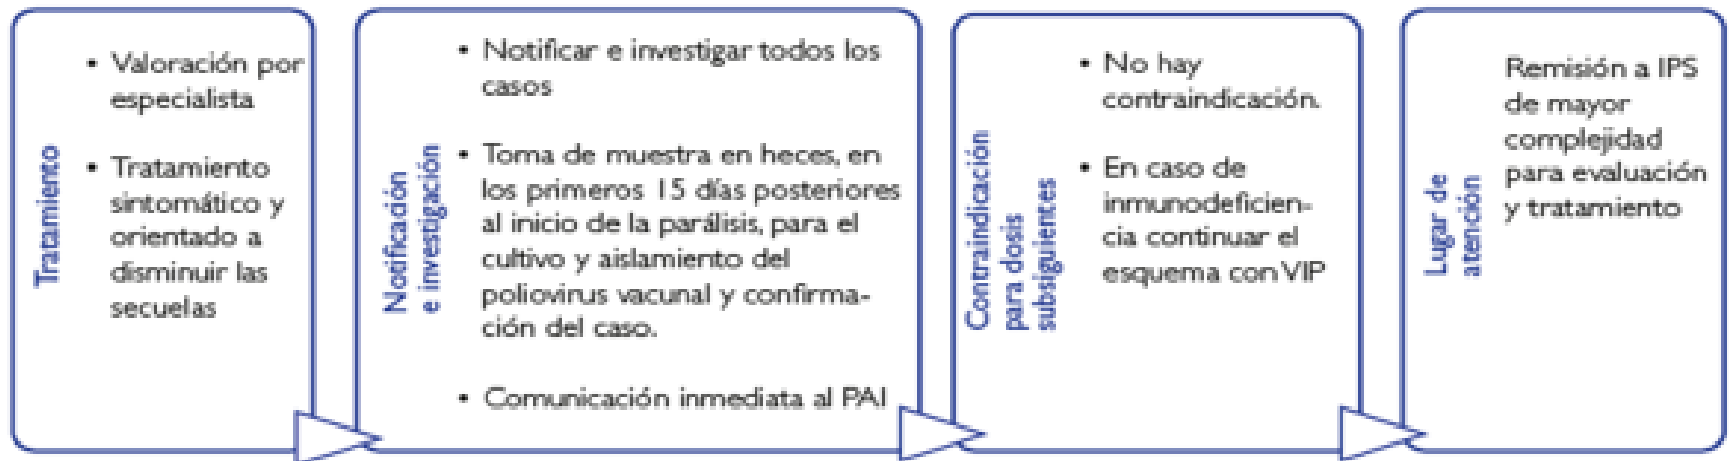 Tratamiento
• Valoración por
especialista
• Tratamiento
sintomático y
orientado a
disminuir las
secuelas
Notificación
e investigación
• Notificar e investigar todos los
casos
• Toma de muestra en heces, en
los primeros 15 días posteriores
al inicio de la parálisis, para el
cultivo y aislamiento del
poliovirus vacunal y confirma-
ción del caso.
• Comunicación inmediata al PAI
Contraindicación
para dosis
subsiguientes
• No hay
contraindicación.
• En caso de
inmunodeficien-
cia continuar el
esquema con VIP
Lugar de
atención
Remisión a IPS
de mayor
complejidad
para evaluación
y tratamiento